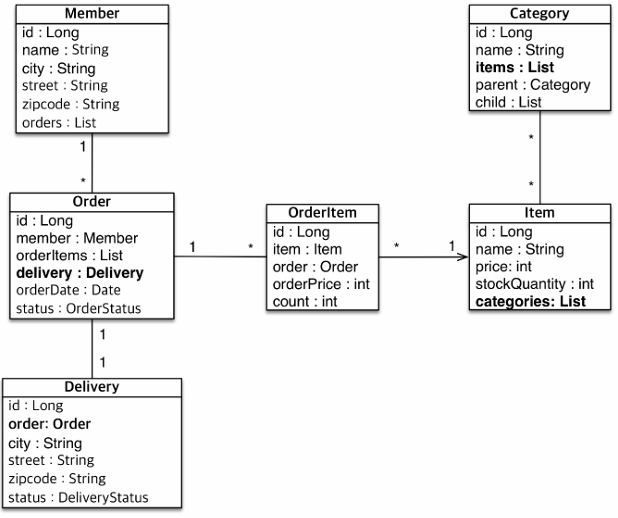 Member
id : Long
name : String
city : String
street : String
zipcode : String
orders : List
1
*
Order
id : Long
member : Member
orderItems : List
delivery : Delivery
orderDate : Date
status : OrderStatus
1
*
OrderItem
id : Long
item : Item
order : Order
orderPrice : int
count : int
*
1
Category
id : Long
name : String
items : List
parent : Category
child : List
*
*
Item
id : Long
name : String
price: int
stockQuantity : int
categories: List
1
1
Delivery
id : Long
order: Order
city : String
street : String
zipcode : String
status : DeliveryStatus